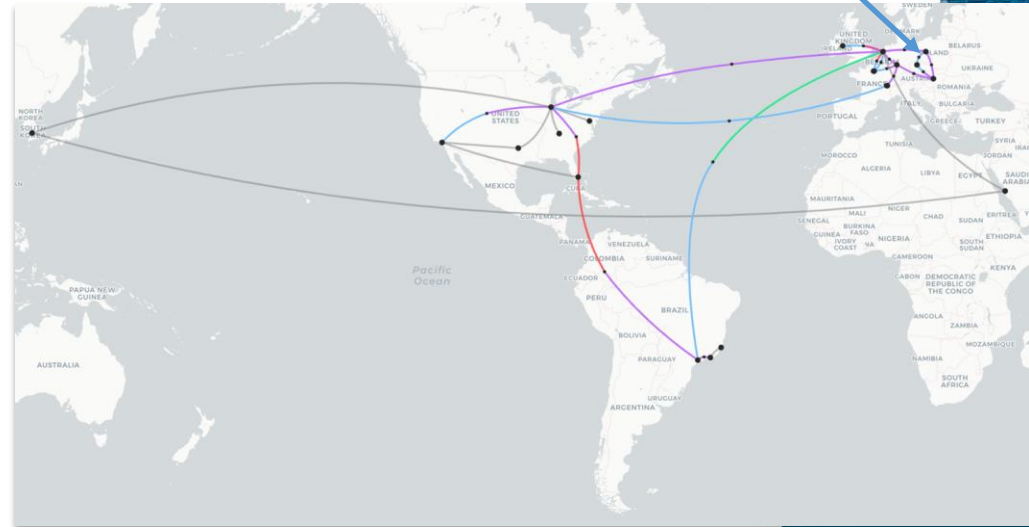 SWEDEN
DENMARK
UNITED
KINGDOM
IRELAND
BELARUS
UKRAINE
FRANCE
ROMANIA
ITALY
BULGARIA
PORTUGAL
GREECE
TURKEY
NORTH
KOREA
SOUTH
KOREA
UNITED
STATES
SYRIA
TUNISIA
MOROCCO
JORDAN
ALGERIA
LIBYA
EGYPT
SAUDI
ARABIA
MEXICO
CUBA
MAURITANIA
GUATEMALA
MALI
NIGER
CHAD
SUDAN
ERITREA
SENEGAL
BURKINA
FASO
GUINEA
IVORY
COAST
NIGERIA
SOUTH
SUDAN
ETHIOPIA
PANAMA
VENEZUELA
COLOMBIA
SURINAME
CAMEROON
Pacific
Ocean
ECUADOR
GABON
DEMOCRATIC
REPUBLIC OF
THE CONGO
KENYA
PAPUA NEW
GUINEA
PERU
BRAZIL
ANGOLA
ZAMBIA
BOLIVIA
MOZAMBIQUE
PARAGUAY
NAMIBIA
AUSTRALIA
SOUTH
AFRICA
URUGUAY
ARGENTINA